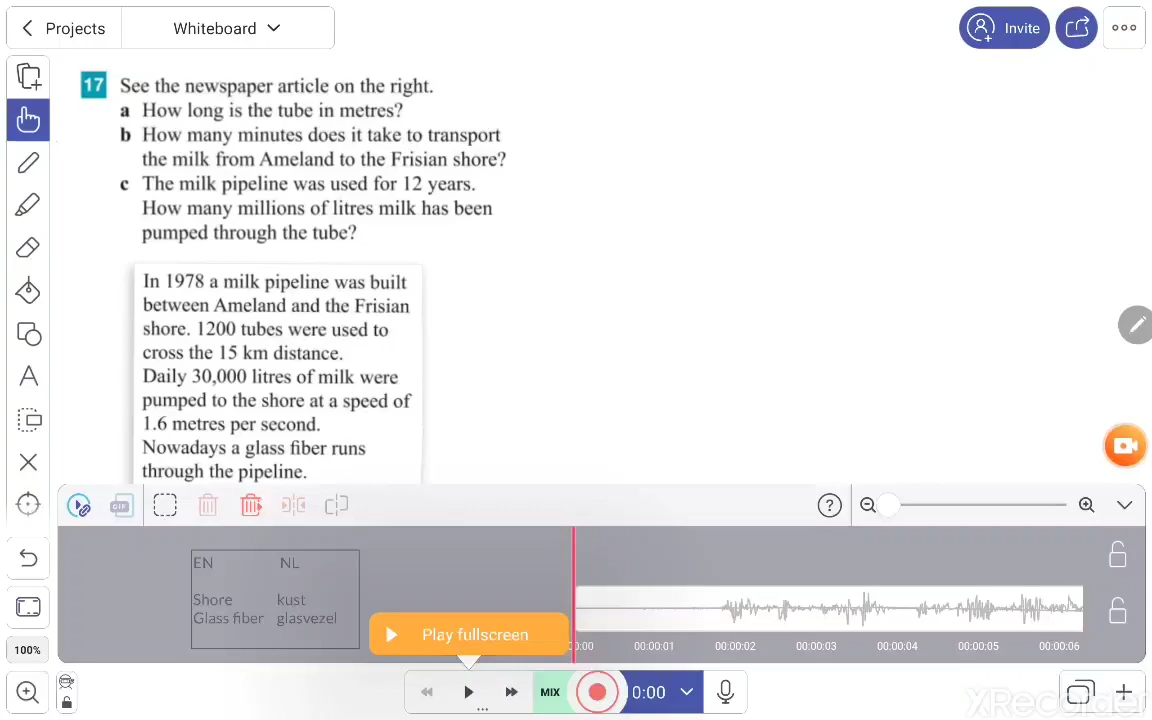 Projects
Whiteboard
Invite
17 See the newspaper article on the right.
a How long is the tube in metres?
b How many minutes does it take to transport
the milk from Ameland to the Frisian shore?
c The milk pipeline was used for 12 years.
How many millions of litres milk has been
pumped through the tube?
In 1978 a milk pipeline was built
between Ameland and the Frisian
shore. 1200 tubes were used to
cross the 15 km distance.
Daily 30,000 litres of milk were
pumped to the shore at a speed of
1.6 metres per second.
Nowadays a glass fiber runs
through the pipeline.
GIF
?
EN NL
Shore kust
Glass fiber glasvezel
Play fullscreen
0:00 00:00:01 00:00:02 00:00:03 00:00:04 00:00:05 00:00:06
100%
MIX
0:00
XRecorder